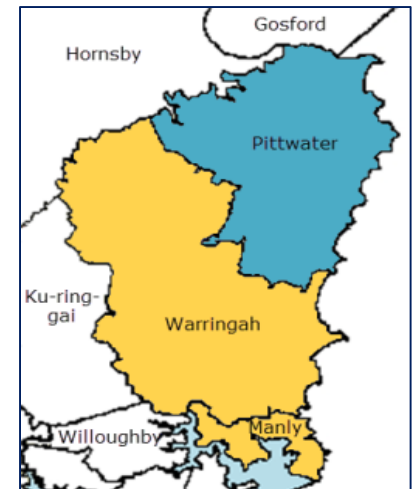 Gosford
Hornsby
Pittwater
Ku-ring-
gai
Warringah
Willoughby
Manly